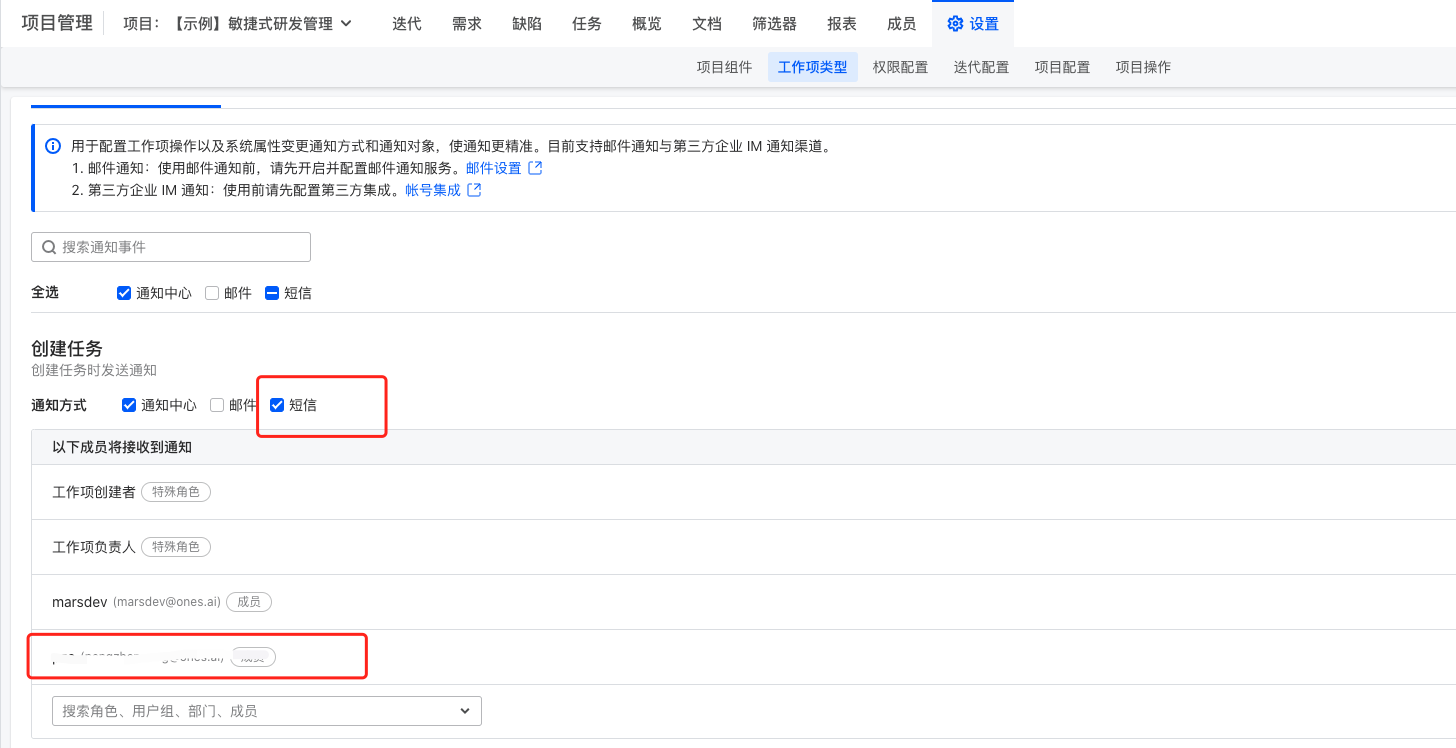 项目管理 项目：【示例】敏捷式研发管理 迭代 需求 缺陷 任务 概览 文档 筛选器 报表 成员 设置
项目组件 工作项类型 权限配置 迭代配置 项目配置 项目操作
用于配置工作项操作以及系统属性变更通知方式和通知对象，使通知更精准。目前支持邮件通知与第三方企业 IM 通知渠道。
1. 邮件通知：使用邮件通知前，请先开启并配置邮件通知服务。邮件设置
2. 第三方企业 IM 通知：使用前请先配置第三方集成。帐号集成
搜索通知事件
全选 通知中心 邮件 短信
创建任务
创建任务时发送通知
通知方式 通知中心 邮件 短信
以下成员将接收到通知
工作项创建者 特殊角色
工作项负责人 特殊角色
marsdev (marsdev@ones.ai) 成员
搜索角色、用户组、部门、成员